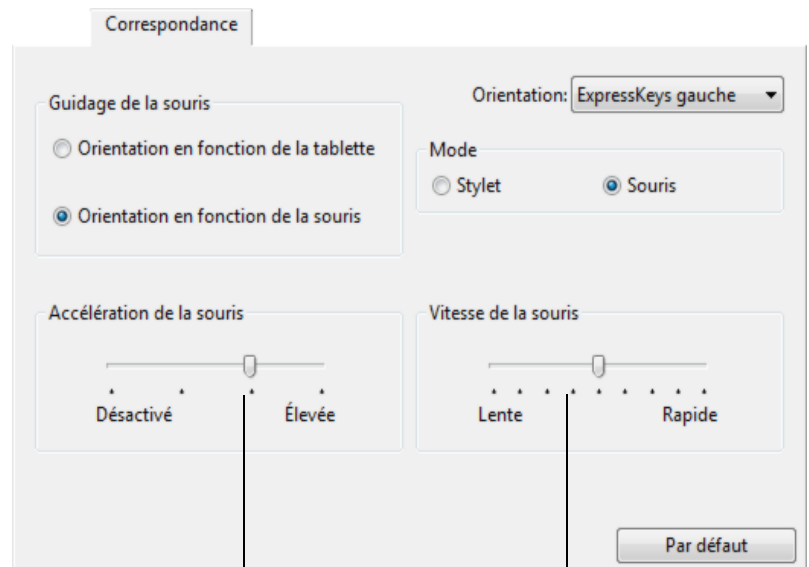 Correspondance
Orientation: ExpressKeys gauche
Guidage de la souris
Orientation en fonction de la tablette
Orientation en fonction de la souris
Mode
Stylet Souris
Accélération de la souris
Désactivé Élevée
Vitesse de la souris
Lente Rapide
Par défaut